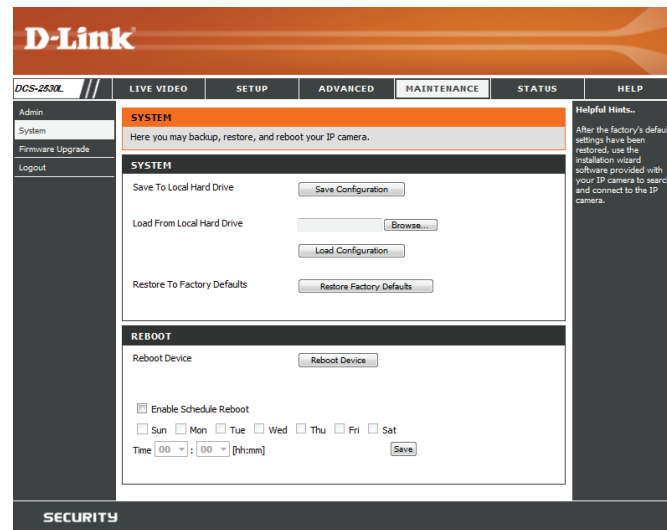 D-Link
DCS-2530L // LIVE VIDEO SETUP ADVANCED MAINTENANCE STATUS HELP
Admin
System
Firmware Upgrade
Logout
SYSTEM
Here you may backup, restore, and reboot your IP camera.
SYSTEM
Save To Local Hard Drive Save Configuration
Load From Local Hard Drive Browse...
Load Configuration
Restore To Factory Defaults Restore Factory Defaults
REBOOT
Reboot Device Reboot Device
Enable Schedule Reboot
Sun Mon Tue Wed Thu Fri Sat
Time 00 : 00 [hh:mm] Save
Helpful Hints..
After the factory's defaul
settings have been
restored, use the
installation wizard
software provided with
your IP camera to search
and connect to the IP
camera.
SECURITY